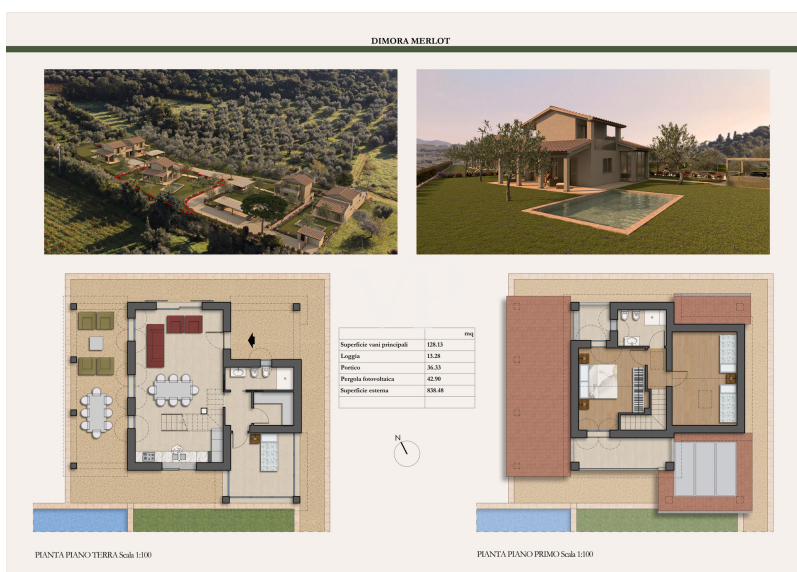 DIMORA MERLOT
mq
Superficie vani principali 128.13
Loggia 13.28
Portico 36.33
Pergola fotovoltaica 42.90
Superficie esterna 838.48
N
PIANTA PIANO TERRA Scala 1:100
PIANTA PIANO PRIMO Scala 1:100